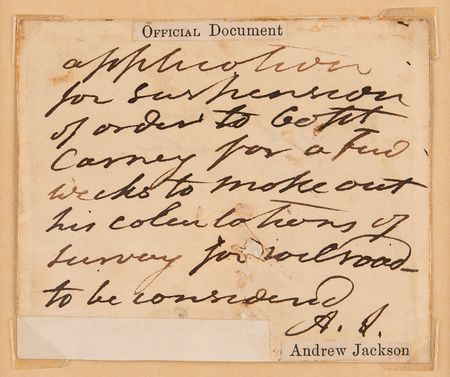 OFFICIAL Document
application
for suspension
of order to Capt
Carney for a few
weeks to make out
his calculations of
survey for railroad
to be considered
A. J.
Andrew Jackson